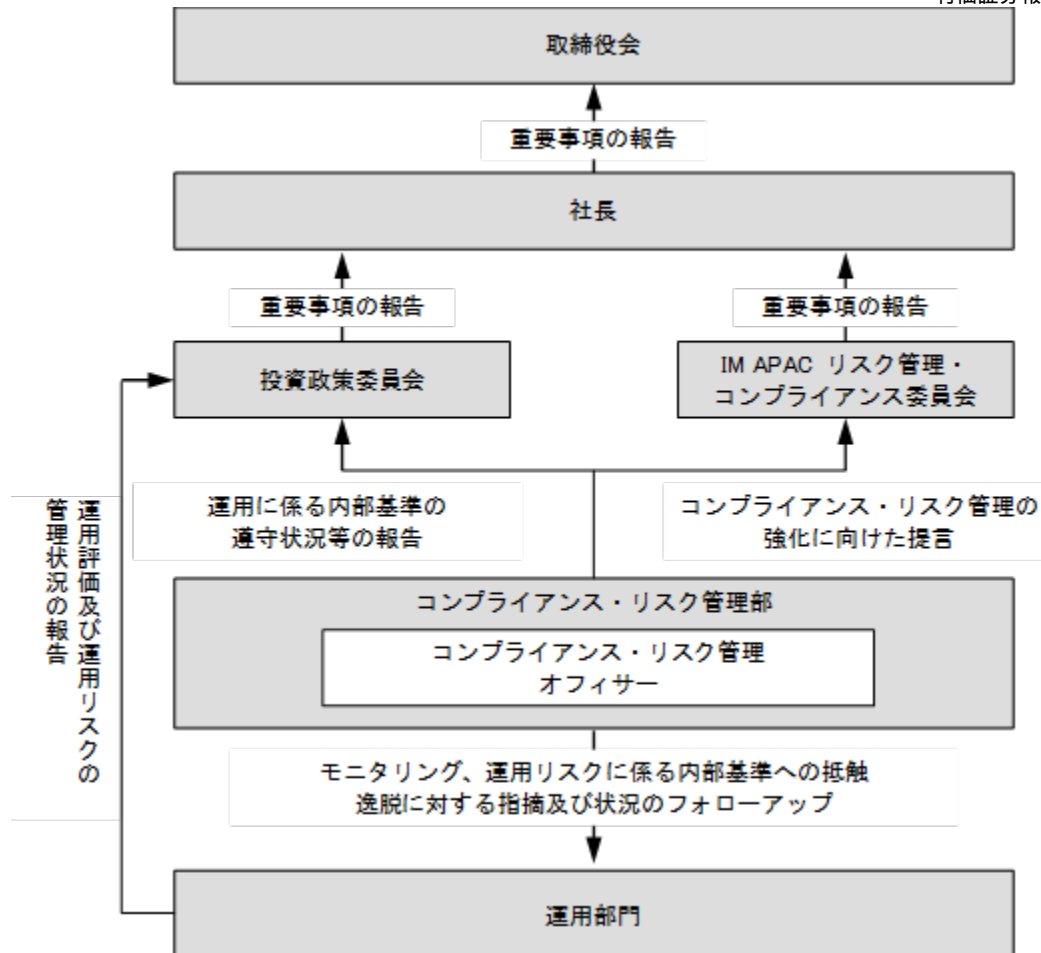 取締役会
重要事項の報告
社長
重要事項の報告
重要事項の報告
投資政策委員会
IM APAC リスク管理・
コンプライアンス委員会
運用に係る内部基準の
遵守状況等の報告
コンプライアンス・リスク管理の
強化に向けた提言
運用評価及び運用リスクの
管理状況の報告
コンプライアンス・リスク管理部
コンプライアンス・リスク管理
オフィサー
モニタリング、運用リスクに係る内部基準への抵触
逸脱に対する指摘及び状況のフォローアップ
運用部門